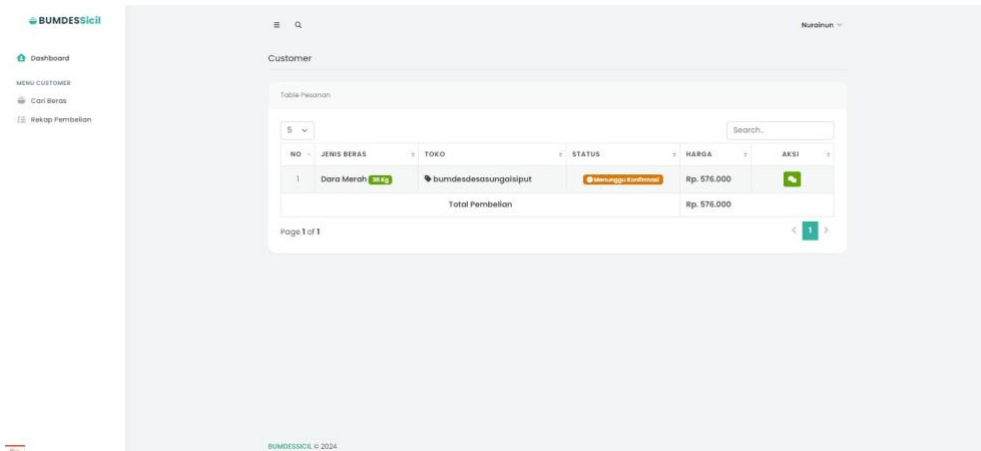 BUMDESSicil
Nurainun
Dashboard
MENU CUSTOMER
Cari Beras
Rekap Pembelian
Customer
Table Pesanan
5
Search..
NO JENIS BERAS TOKO STATUS HARGA AKSI
1 Dara Merah 36 Kg bumdesdesasungaisiput Menunggu Konfirmasi Rp. 576.000
Total Pembelian Rp. 576.000
Page 1 of 1
< 1 >
BUMDESSICIL © 2024